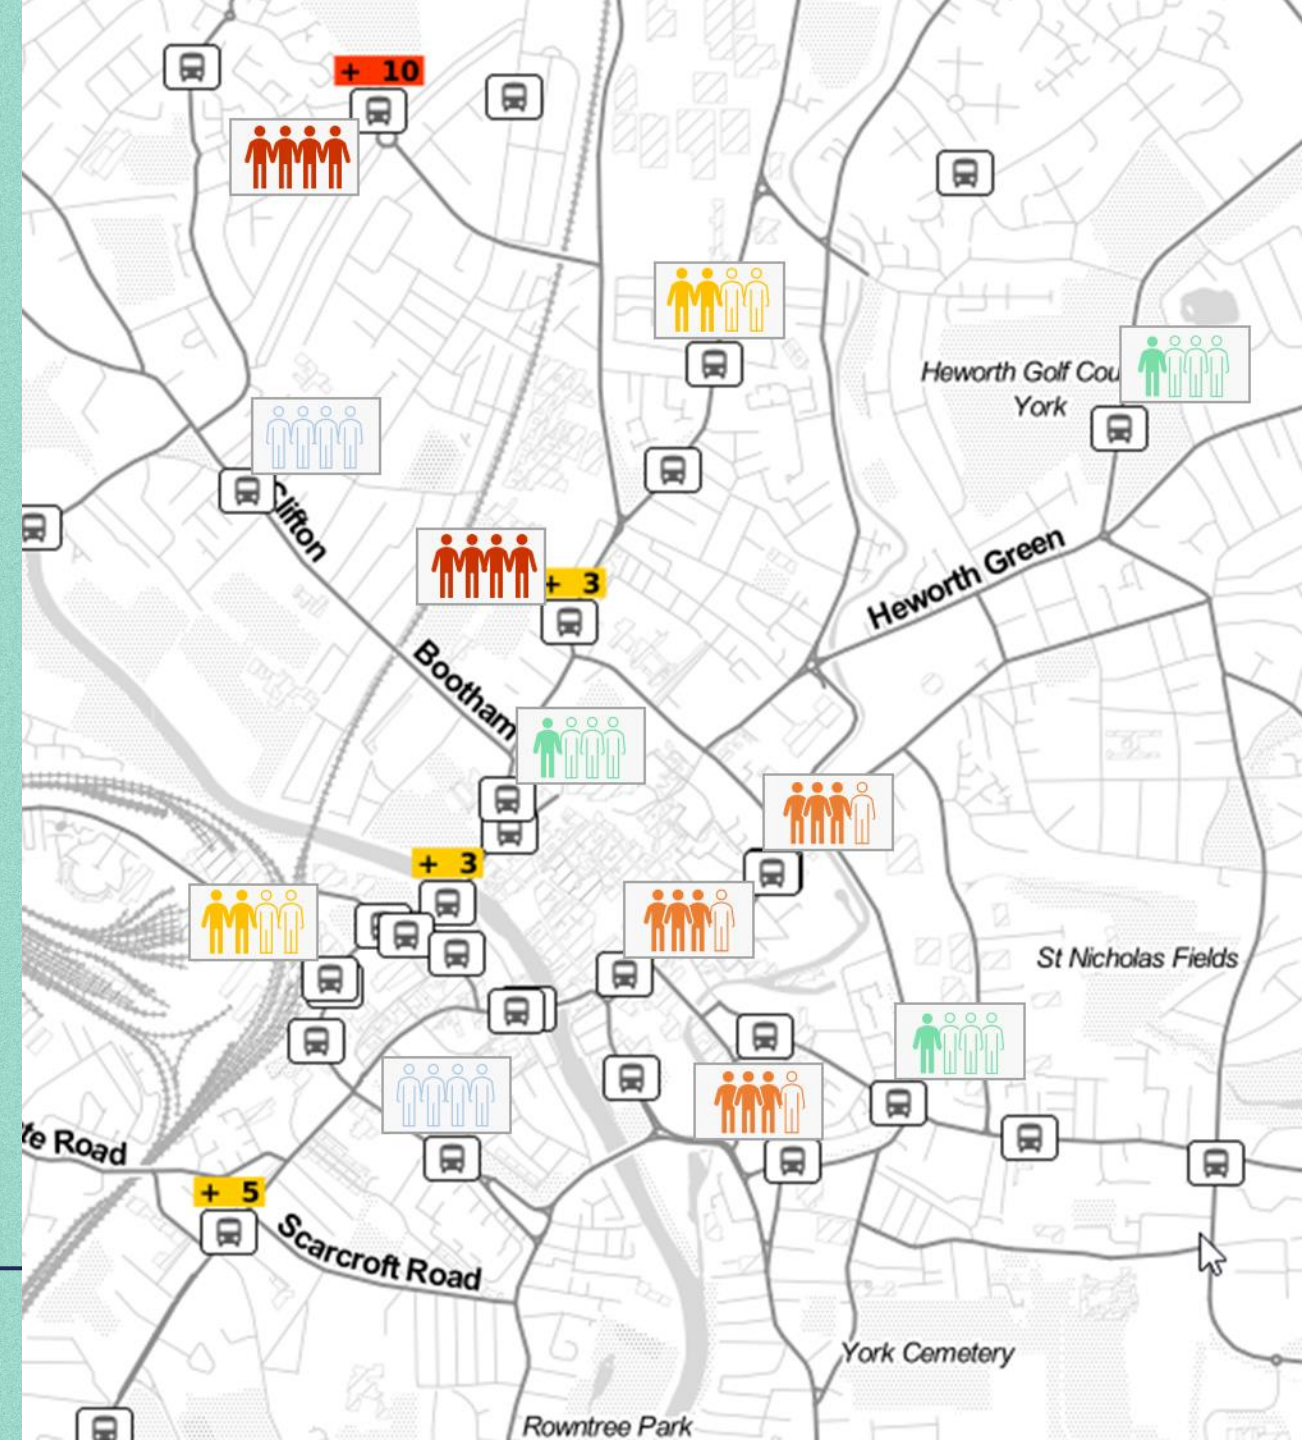 + 10
Heworth Golf Cou
York
Clifton
+ 3
Heworth Green
Bootham
+ 3
St Nicholas Fields
te Road
+ 5
Scarcroft Road
York Cemetery
Rowntree Park